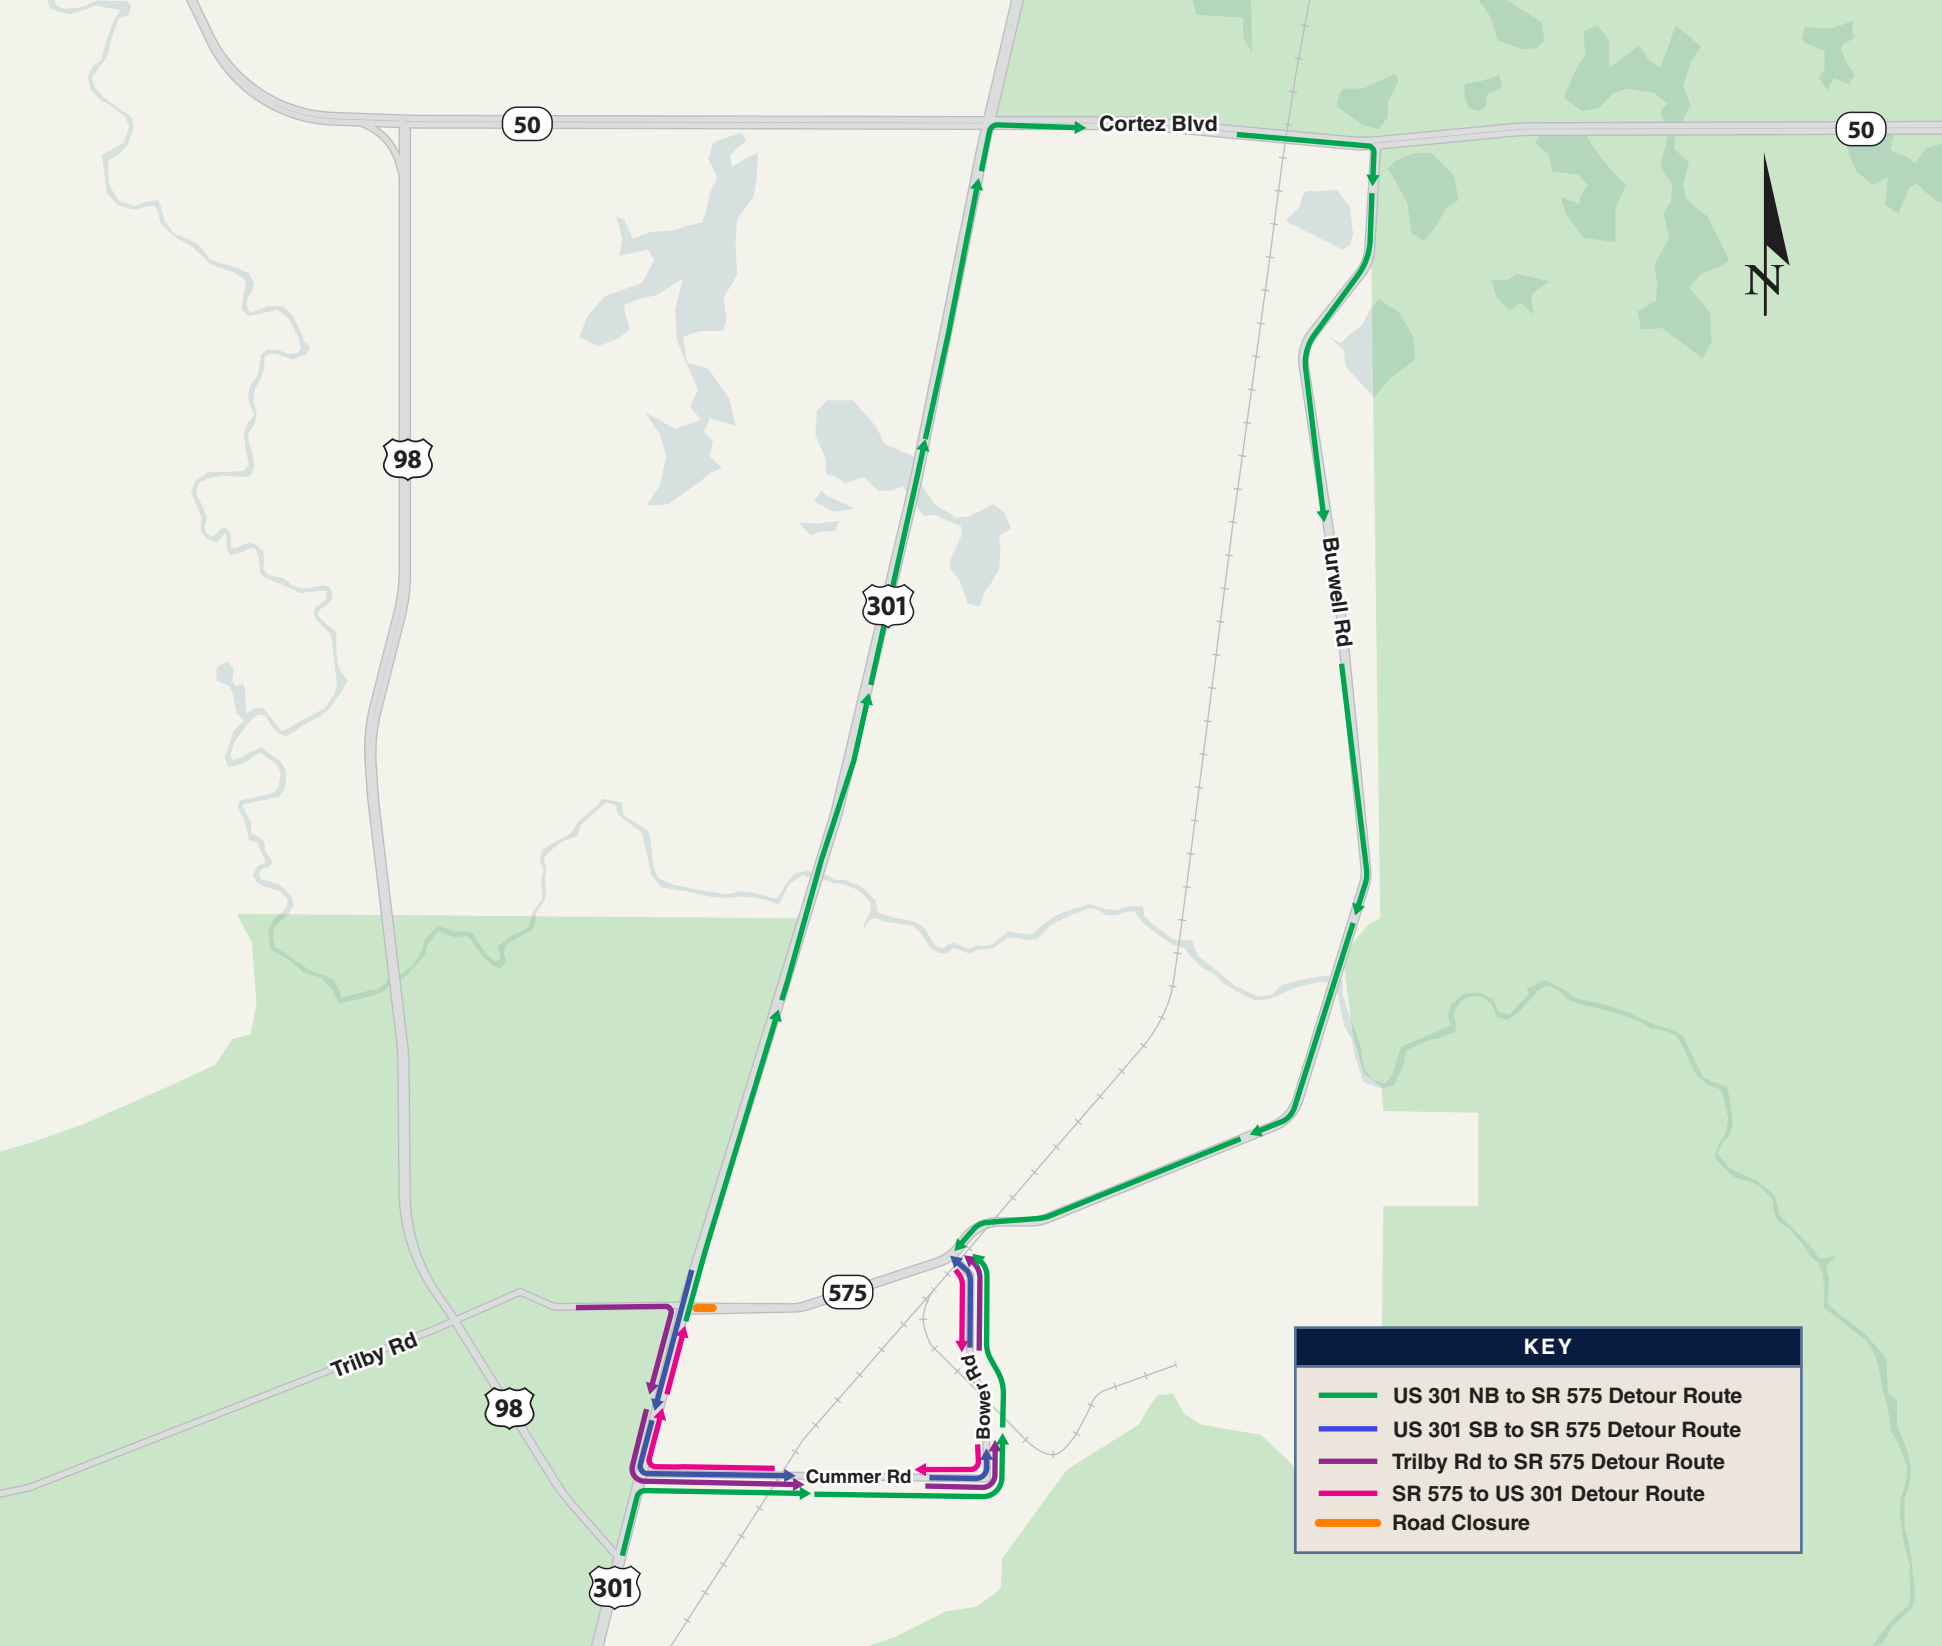 50
Cortez Blvd
50
N
98
Burwell Rd
301
575
Trilby Rd
98
Bower Rd
Cummer Rd
301
KEY
US 301 NB to SR 575 Detour Route
US 301 SB to SR 575 Detour Route
Trilby Rd to SR 575 Detour Route
SR 575 to US 301 Detour Route
Road Closure